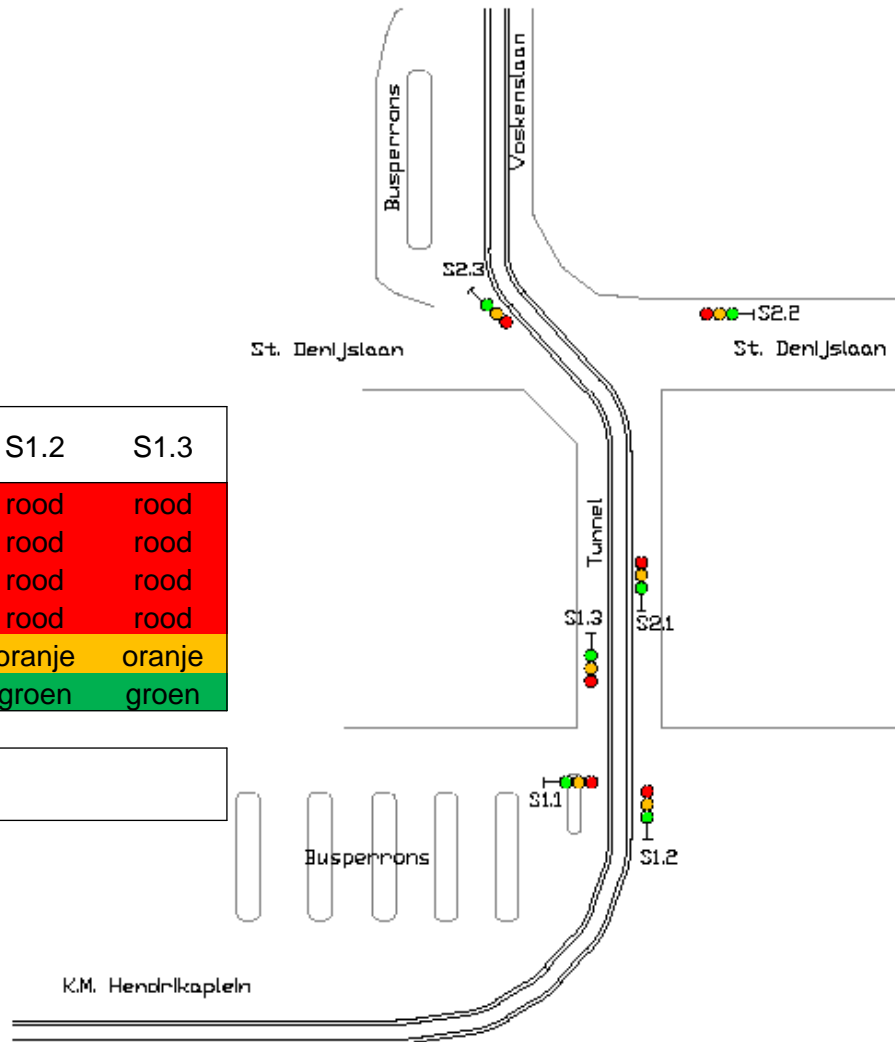 Busperrons
Voskenslaan
S2.3
S2.2
St. Denijslaan
St. Denijslaan
S1.2 S1.3
rood rood
rood rood
rood rood
rood rood
oranje oranje
groen groen
Tunnel
S1.3
S2.1
S1.1
S1.2
Busperrons
K.M. Hendrikaplein